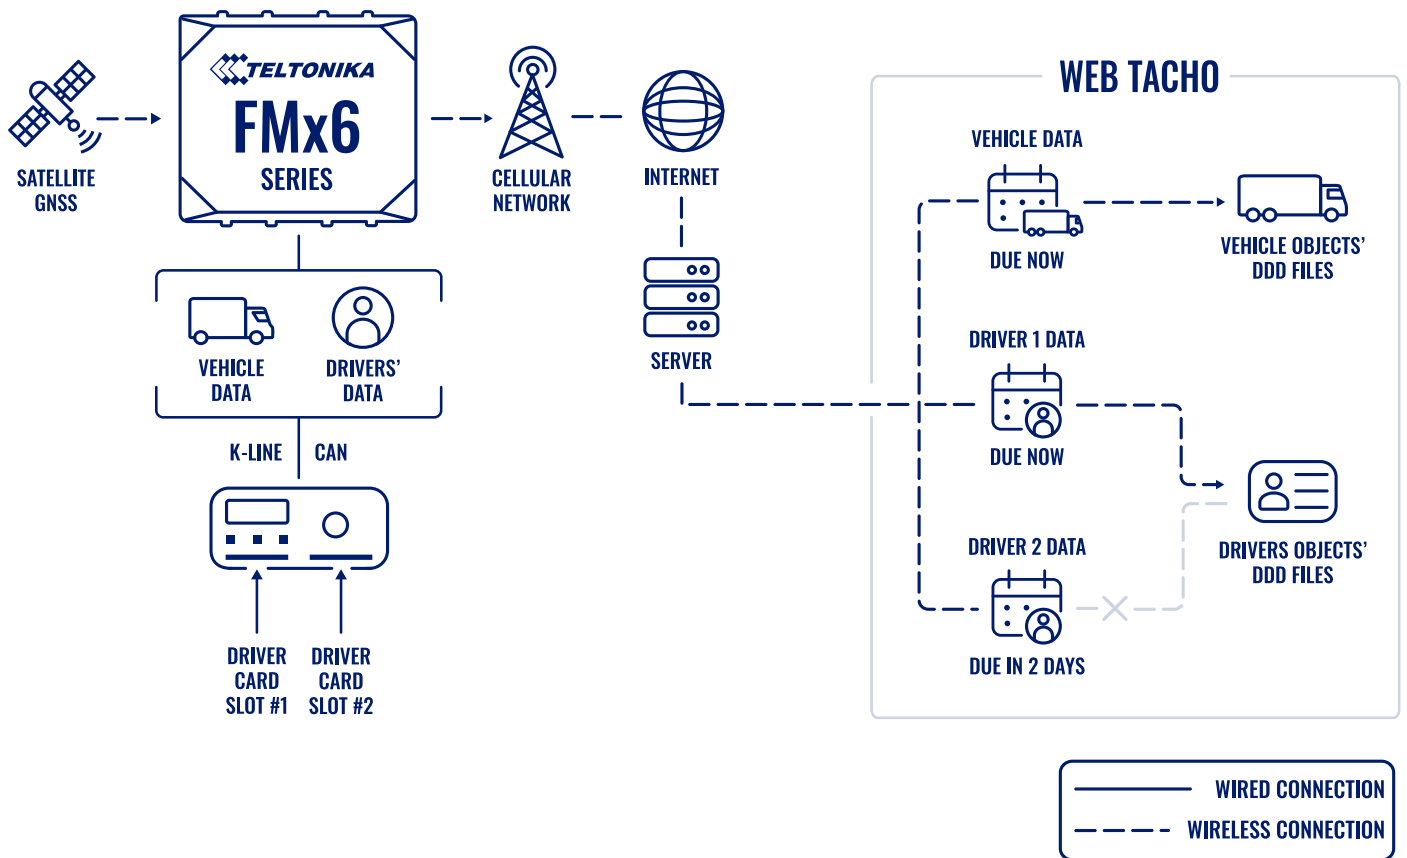 TELTONIKA
FMx6
SERIES
SATELLITE
GNSS
CELLULAR
NETWORK
INTERNET
SERVER
VEHICLE
DATA
DRIVERS'
DATA
K-LINE
CAN
DRIVER
CARD
SLOT #1
DRIVER
CARD
SLOT #2
WEB TACHO
VEHICLE DATA
DUE NOW
VEHICLE OBJECTS'
DDD FILES
DRIVER 1 DATA
DUE NOW
DRIVER 2 DATA
DUE IN 2 DAYS
DRIVERS OBJECTS'
DDD FILES
WIRED CONNECTION
WIRELESS CONNECTION